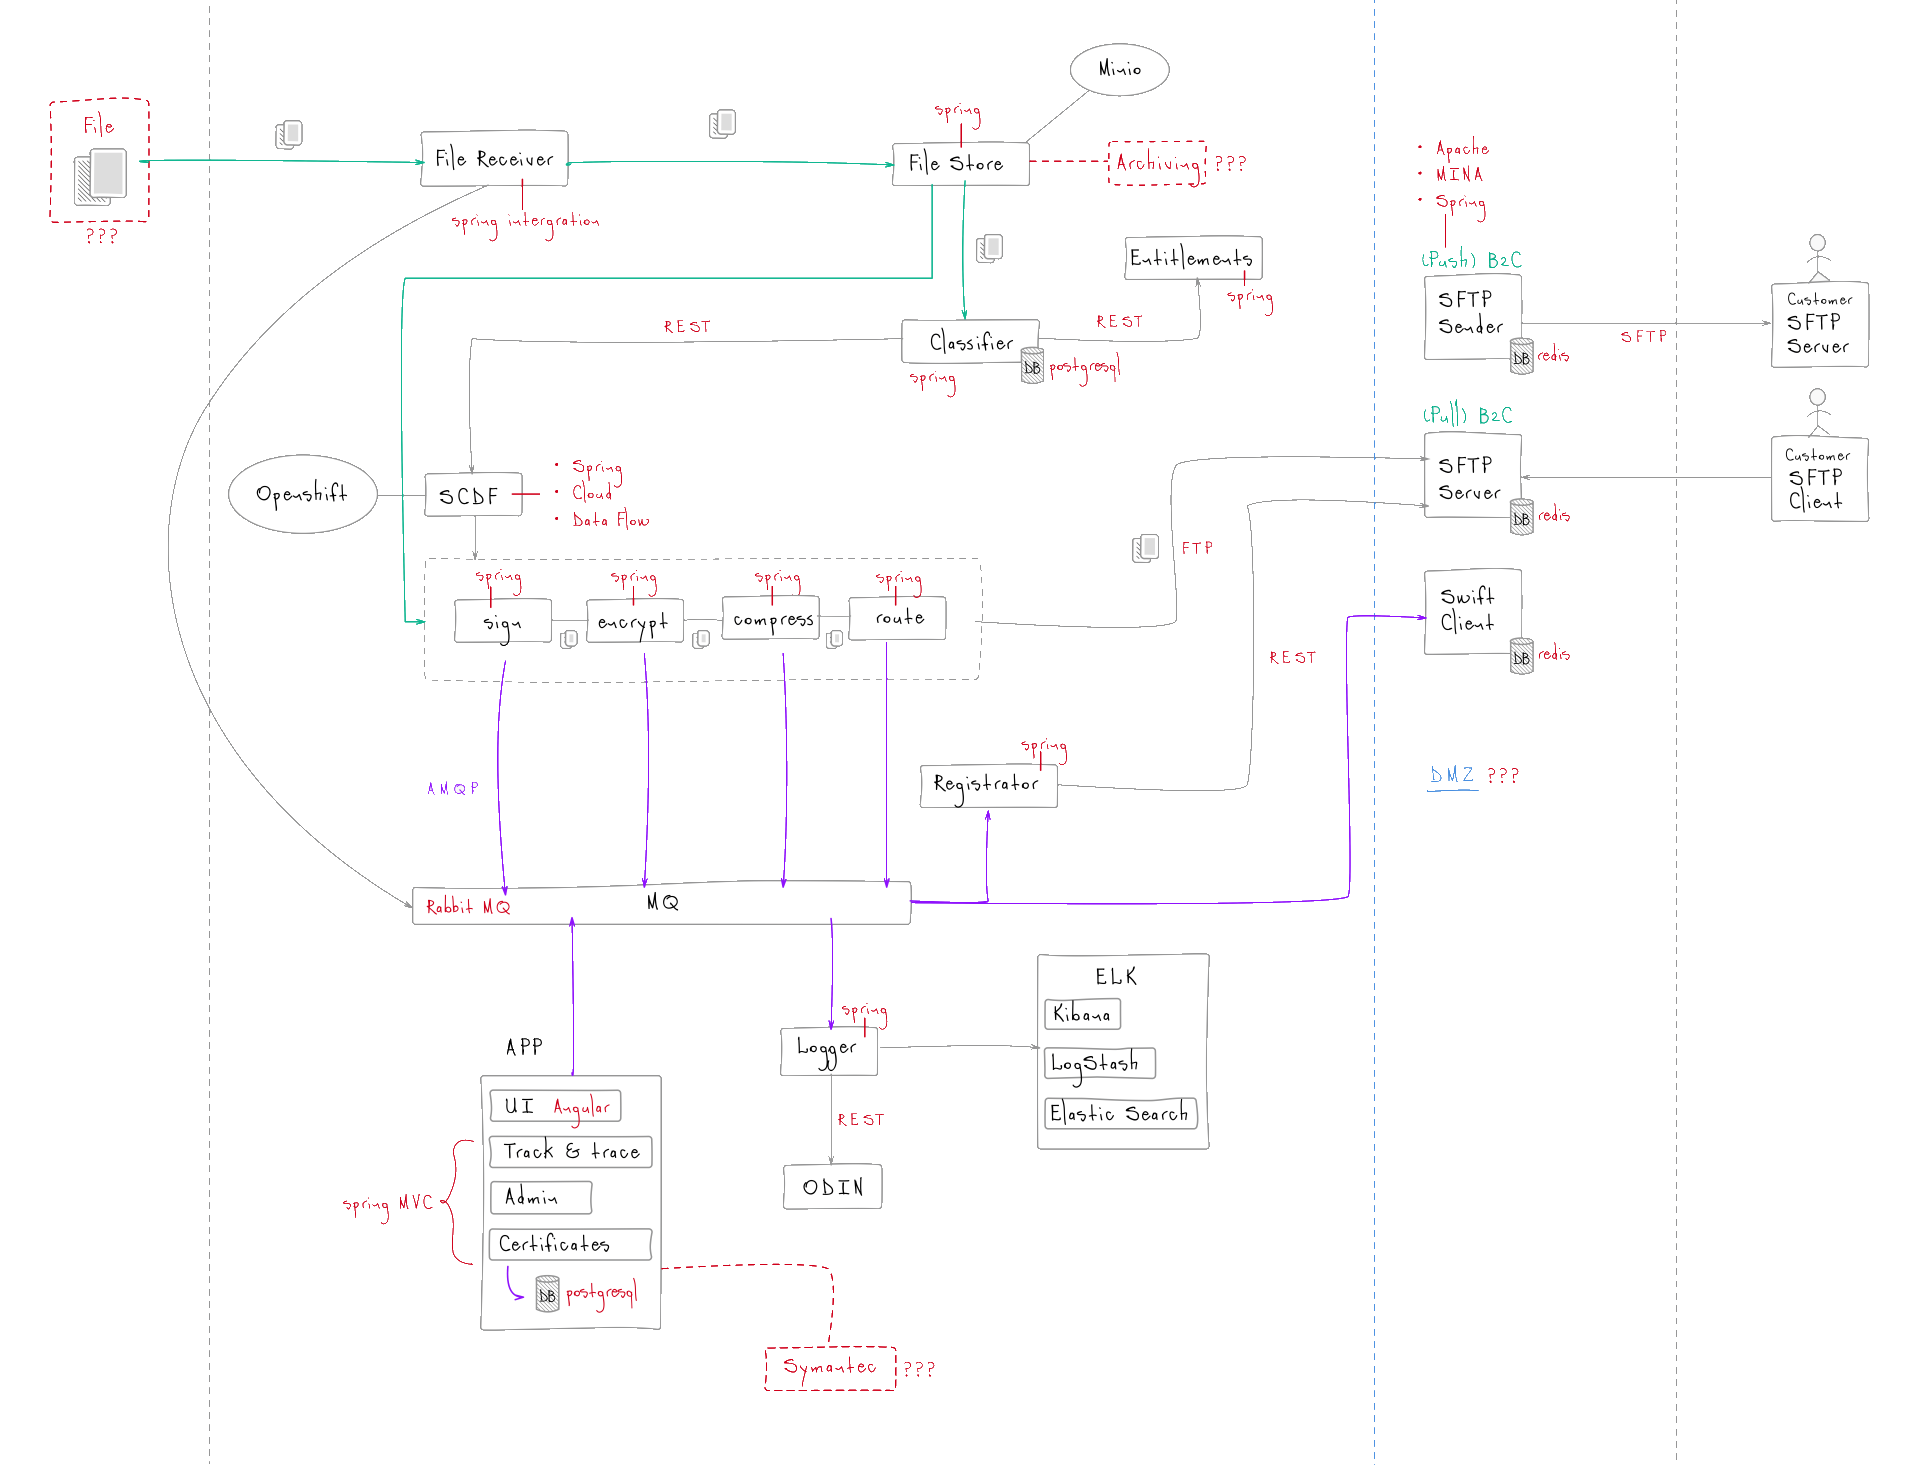 Minio
File
???
File Receiver
spring intergration
spring
File Store
Archiving ???
Entitlements
spring
REST
REST
Classifier
spring
DB postgresql
Openshift
SCDF
• Spring
• Cloud
• Data Flow
spring
sign
spring
encrypt
spring
compress
spring
route
FTP
REST
AMQP
spring
Registrator
Rabbit MQ
MQ
APP
UI Angular
Track & trace
Admin
Certificates
spring MVC
DB postgresql
Symantec ???
spring
Logger
REST
ODIN
ELK
Kibana
LogStash
Elastic Search
• Apache
• MINA
• Spring
(Push) B2C
SFTP
Sender
DB redis
SFTP
Customer
SFTP
Server
(Pull) B2C
SFTP
Server
DB redis
Customer
SFTP
Client
Swift
Client
DB redis
DMZ ???